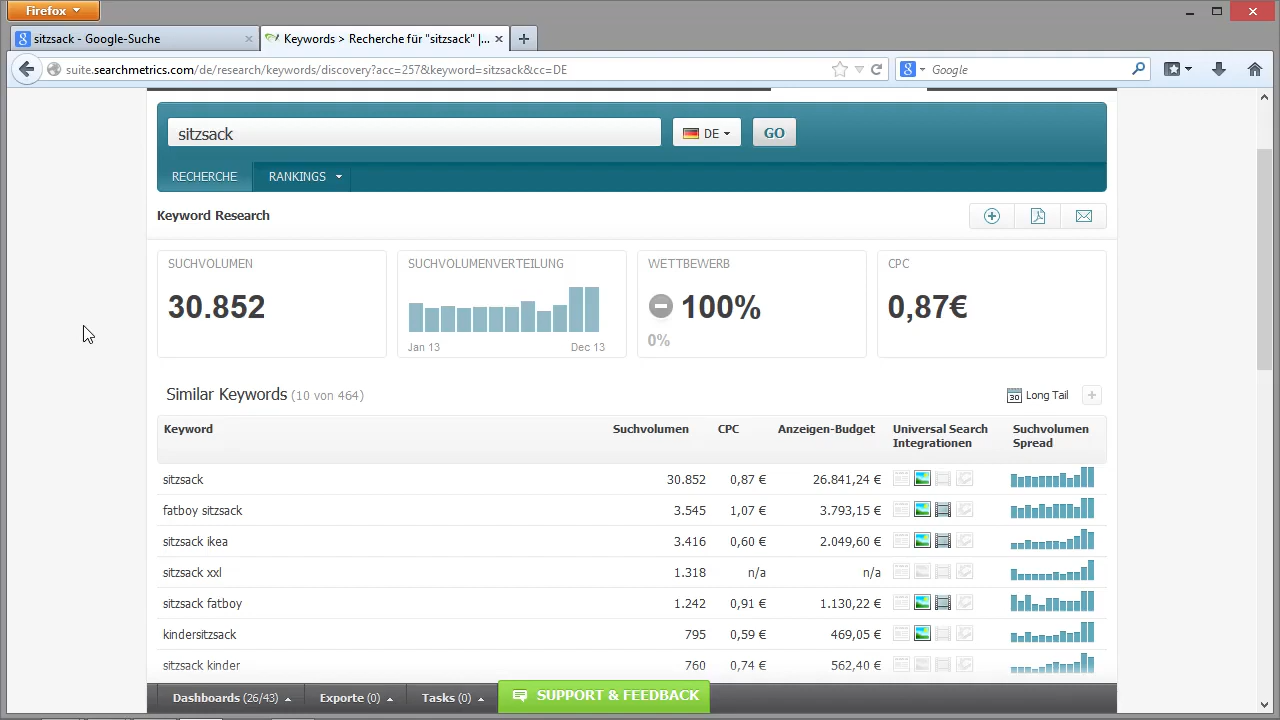 Firefox
sitzsack - Google-Suche
Keywords > Recherche für "sitzsack" |...
suite.searchmetrics.com/de/research/keywords/discovery?acc=257&keyword=sitzsack&cc=DE
Google
sitzsack
DE
GO
RECHERCHE
RANKINGS
Keyword Research
SUCHVOLUMEN
SUCHVOLUMENVERTEILUNG
WETTBEWERB
CPC
30.852
100%
0,87€
0%
Jan 13
Dec 13
Similar Keywords (10 von 464)
30 Long Tail
Keyword Suchvolumen CPC Anzeigen-Budget Universal Search Integrationen Suchvolumen Spread
sitzsack 30.852 0,87 € 26.841,24 €
fatboy sitzsack 3.545 1,07 € 3.793,15 €
sitzsack ikea 3.416 0,60 € 2.049,60 €
sitzsack xxl 1.318 n/a n/a
sitzsack fatboy 1.242 0,91 € 1.130,22 €
kindersitzsack 795 0,59 € 469,05 €
sitzsack kinder 760 0,74 € 562,40 €
Dashboards (26/43)
Exporte (0)
Tasks (0)
SUPPORT & FEEDBACK